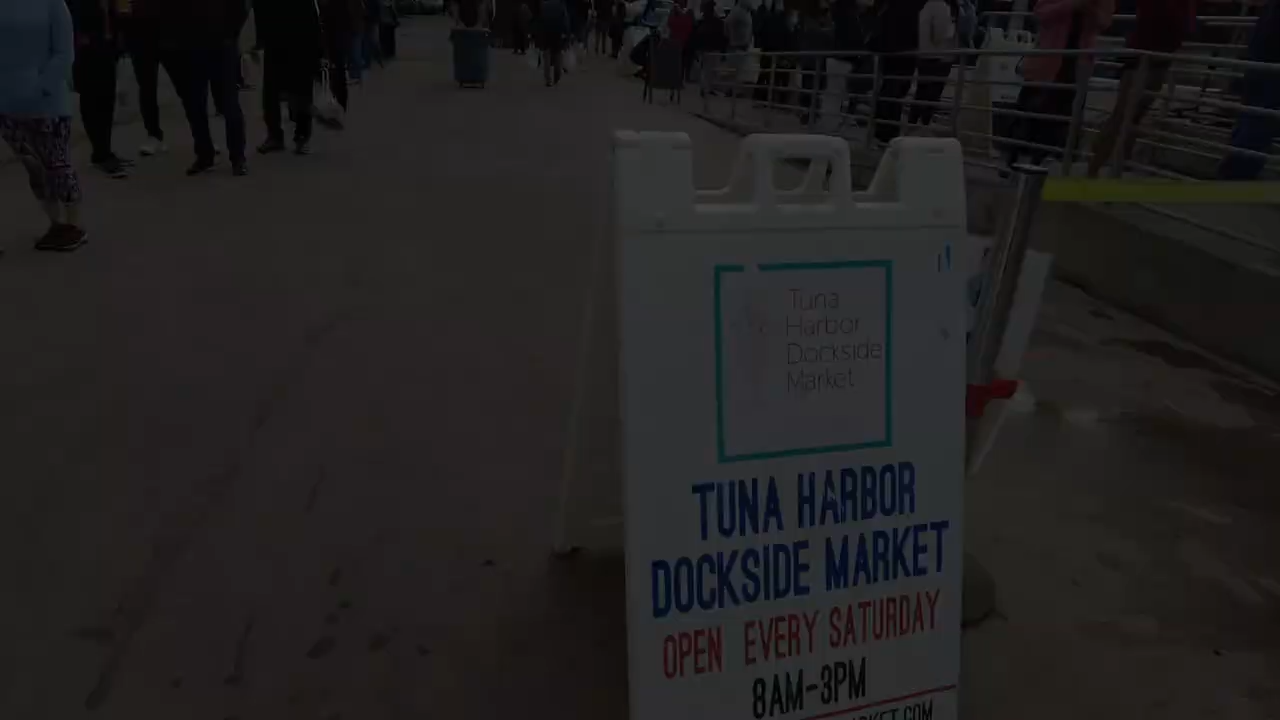 Tuna
Harbor
Dockside
Market
TUNA HARBOR
DOCKSIDE MARKET
OPEN EVERY SATURDAY
8AM-3PM